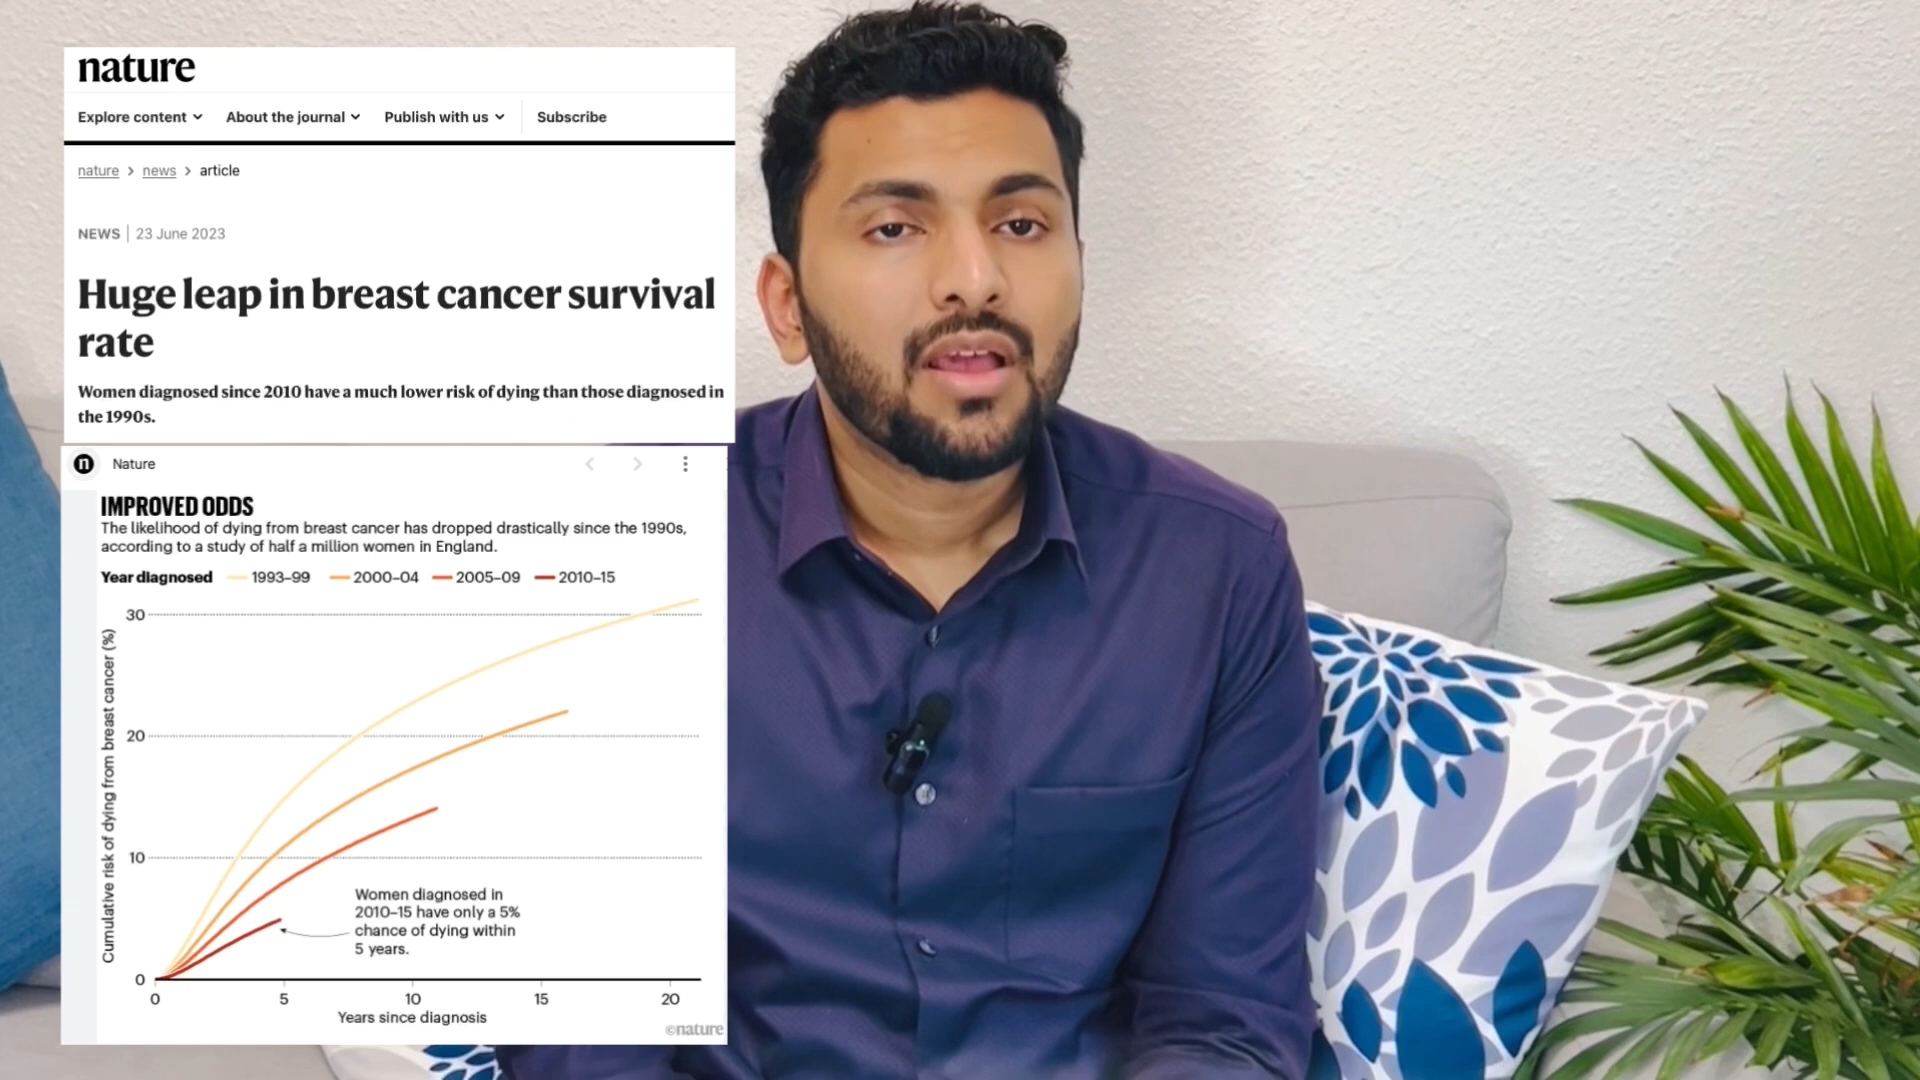 nature
Explore content About the journal Publish with us Subscribe
nature > news > article
NEWS | 23 June 2023
Huge leap in breast cancer survival
rate
Women diagnosed since 2010 have a much lower risk of dying than those diagnosed in
the 1990s.
n Nature
IMPROVED ODDS
The likelihood of dying from breast cancer has dropped drastically since the 1990s,
according to a study of half a million women in England.
Year diagnosed 1993–99 2000–04 2005–09 2010–15
Cumulative risk of dying from breast cancer (%)
30
20
10
0
Women diagnosed in
2010–15 have only a 5%
chance of dying within
5 years.
0 5 10 15 20
Years since diagnosis
©nature